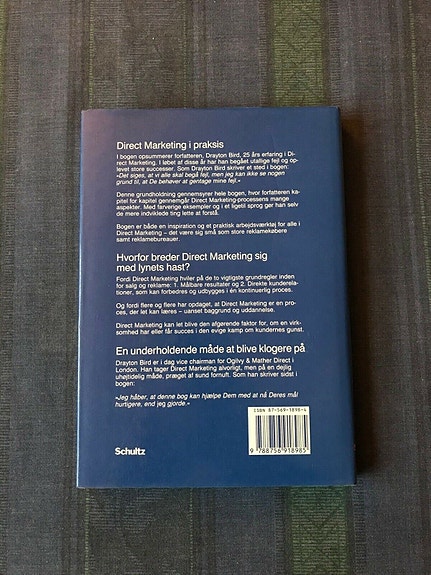 Direct Marketing i praksis
I bogen opsummerer forfatteren, Drayton Bird, 25 års erfaring i Di-
rect Marketing. I løbet af disse år har han begået utallige fejl og op-
levet store successer. Som Drayton Bird skriver et sted i bogen:
»Det siges, at vi alle skal begå fejl, men jeg kan ikke se nogen
grund til, at De behøver at gentage mine fejl.«
Denne grundholdning gennemsyrer hele bogen, hvor forfatteren ka-
pitel for kapitel gennemgår Direct Marketing-processens mange
aspekter. Med farverige eksempler og i et ligetil sprog gør han selv
de mere indviklede ting lette at forstå.
Bogen er både en inspiration og et praktisk arbejdsværktøj for alle i
Direct Marketing – det være sig små som store reklamekøbere
samt reklamebureauer.
Hvorfor breder Direct Marketing sig
med lynets hast?
Fordi Direct Marketing hviler på de to vigtigste grundregler inden
for salg og reklame: 1. Målbare resultater og 2. Direkte kunderela-
tioner, som kan forbedres og udbygges i én kontinuerlig proces.
Og fordi flere og flere har opdaget, at Direct Marketing er en pro-
ces, der let kan læres – uanset baggrund og uddannelse.
Direct Marketing kan let blive den afgørende faktor for, om en virk-
somhed har eller får succes i den evige kamp om kundernes gunst.
En underholdende måde at blive klogere på
Drayton Bird er i dag vice chairman for Ogilvy & Mather Direct i
London. Han tager Direct Marketing alvorligt, men på en dejlig
uhøjtidelig måde, præget af sund fornuft. Som han skriver sidst i
bogen:
»Jeg håber, at denne bog kan hjælpe Dem med at nå Deres mål
hurtigere, end jeg gjorde.«
ISBN 87-569-1898-4
9 788756 918985
Schultz